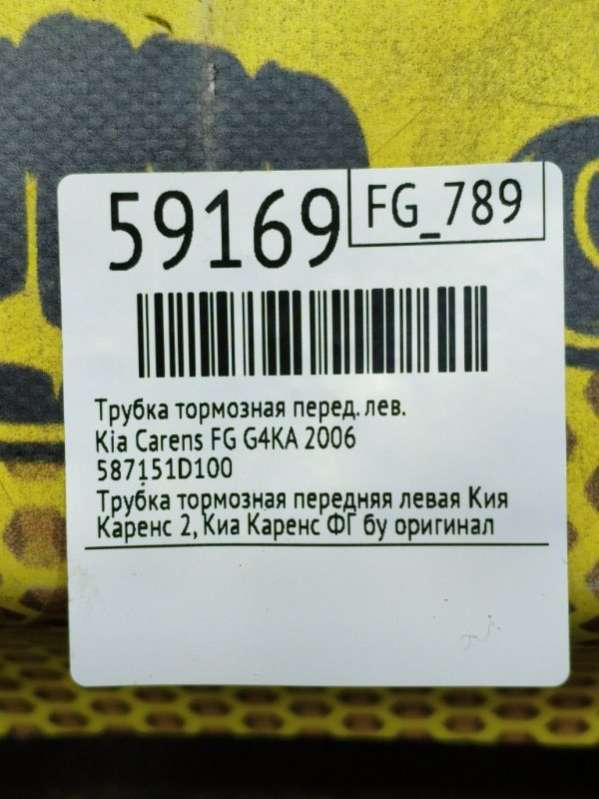 59169
FG_789
Трубка тормозная перед. лев.
Kia Carens FG G4KA 2006
587151D100
Трубка тормозная передняя левая Кия
Каренс 2, Киа Каренс ФГ бу оригинал